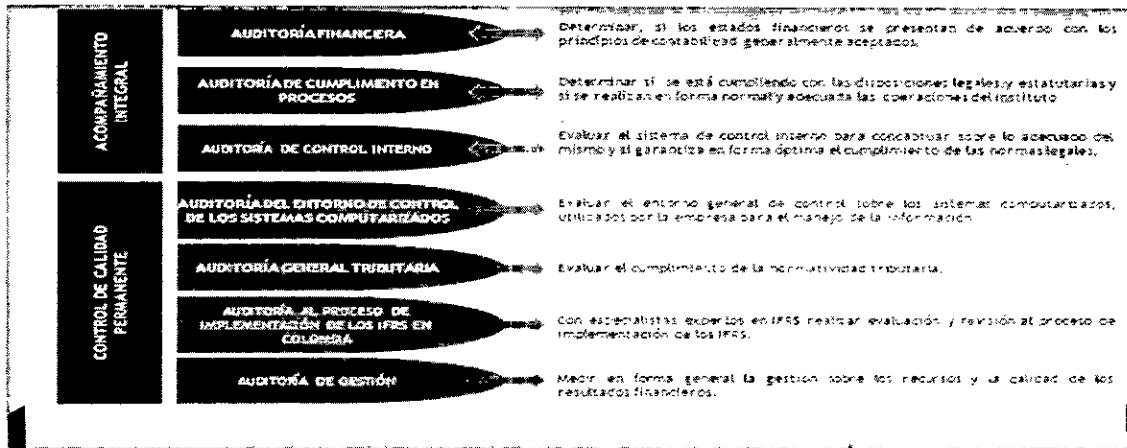 ACOMPAÑAMIENTO
INTEGRAL
AUDITORÍA FINANCIERA
Determinar, si los estados financieros se presentan de acuerdo con los
principios de contabilidad generalmente aceptados.
AUDITORÍA DE CUMPLIMIENTO EN
PROCESOS
Determinar si se está cumpliendo con las disposiciones legales y estatutarias y
si se realizan en forma normal y adecuada las operaciones del instituto
AUDITORÍA DE CONTROL INTERNO
Evaluar el sistema de control interno para conceptuar sobre lo adecuado del
mismo y si garantiza en forma óptima el cumplimiento de las normas legales.
CONTROL DE CALIDAD
PERMANENTE
AUDITORÍA DEL ENTORNO DE CONTROL
DE LOS SISTEMAS COMPUTARIZADOS
Evaluar el entorno general de control sobre los sistemas computarizados,
utilizados por la empresa para el manejo de la información
AUDITORÍA GENERAL TRIBUTARIA
Evaluar el cumplimiento de la normatividad tributaria.
AUDITORÍA AL PROCESO DE
IMPLEMENTACIÓN DE LOS IFRS EN
COLOMBIA
Con especialistas expertos en IFRS realizar evaluación y revisión al proceso de
implementación de los IFRS.
AUDITORÍA DE GESTIÓN
Medir en forma general la gestión sobre los recursos y la calidad de los
resultados financieros.